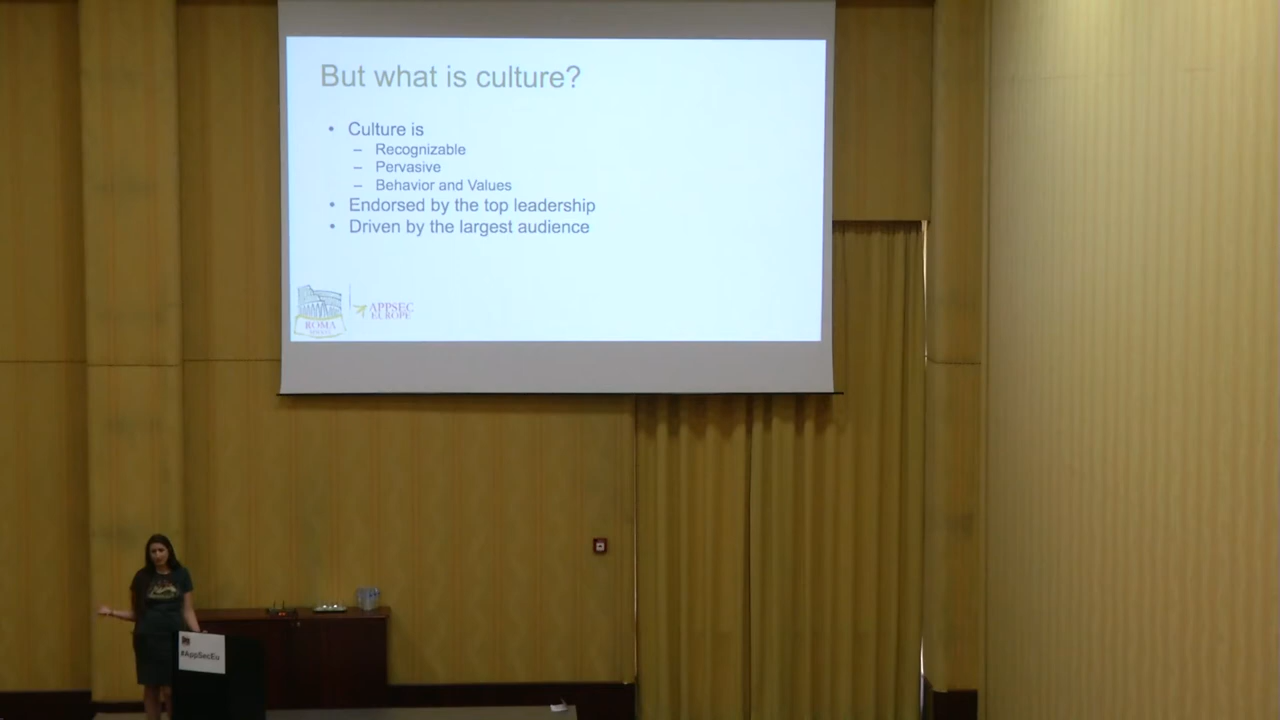 But what is culture?
• Culture is
– Recognizable
– Pervasive
– Behavior and Values
• Endorsed by the top leadership
• Driven by the largest audience
ROMA
APPSEC
EUROPE
#AppSecEu